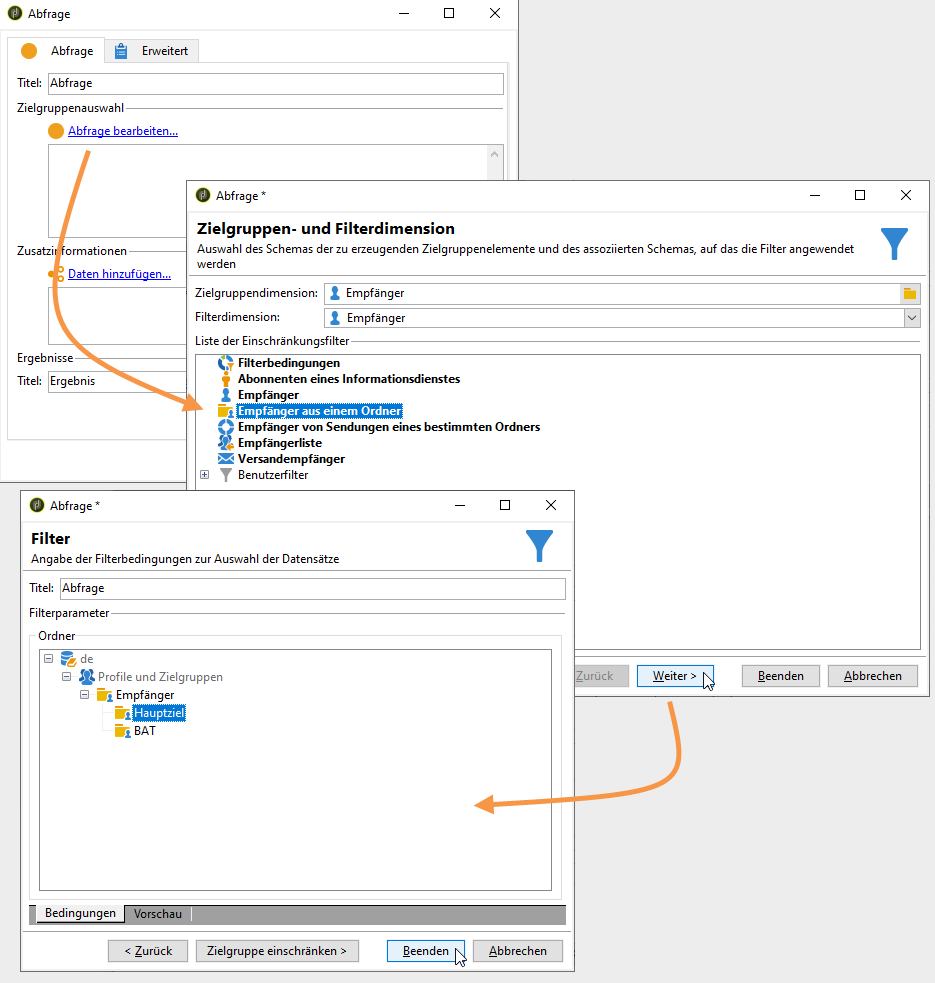 Abfrage
Abfrage
Erweitert
Titel: Abfrage
Zielgruppenauswahl
Abfrage bearbeiten...
Zusatzinformationen
Daten hinzufügen...
Ergebnisse
Titel: Ergebnis
Abfrage *
Zielgruppen- und Filterdimension
Auswahl des Schemas der zu erzeugenden Zielgruppenelemente und des assoziierten Schemas, auf das die Filter angewendet
werden
Zielgruppendimension: Empfänger
Filterdimension: Empfänger
Liste der Einschränkungsfilter
Filterbedingungen
Abonnenten eines Informationsdienstes
Empfänger
Empfänger aus einem Ordner
Empfänger von Sendungen eines bestimmten Ordners
Empfängerliste
Versandempfänger
Benutzerfilter
Zurück Weiter > Beenden Abbrechen
Abfrage *
Filter
Angabe der Filterbedingungen zur Auswahl der Datensätze
Titel: Abfrage
Filterparameter
Ordner
de
Profile und Zielgruppen
Empfänger
Hauptziel
BAT
Bedingungen Vorschau
< Zurück Zielgruppe einschränken > Beenden Abbrechen